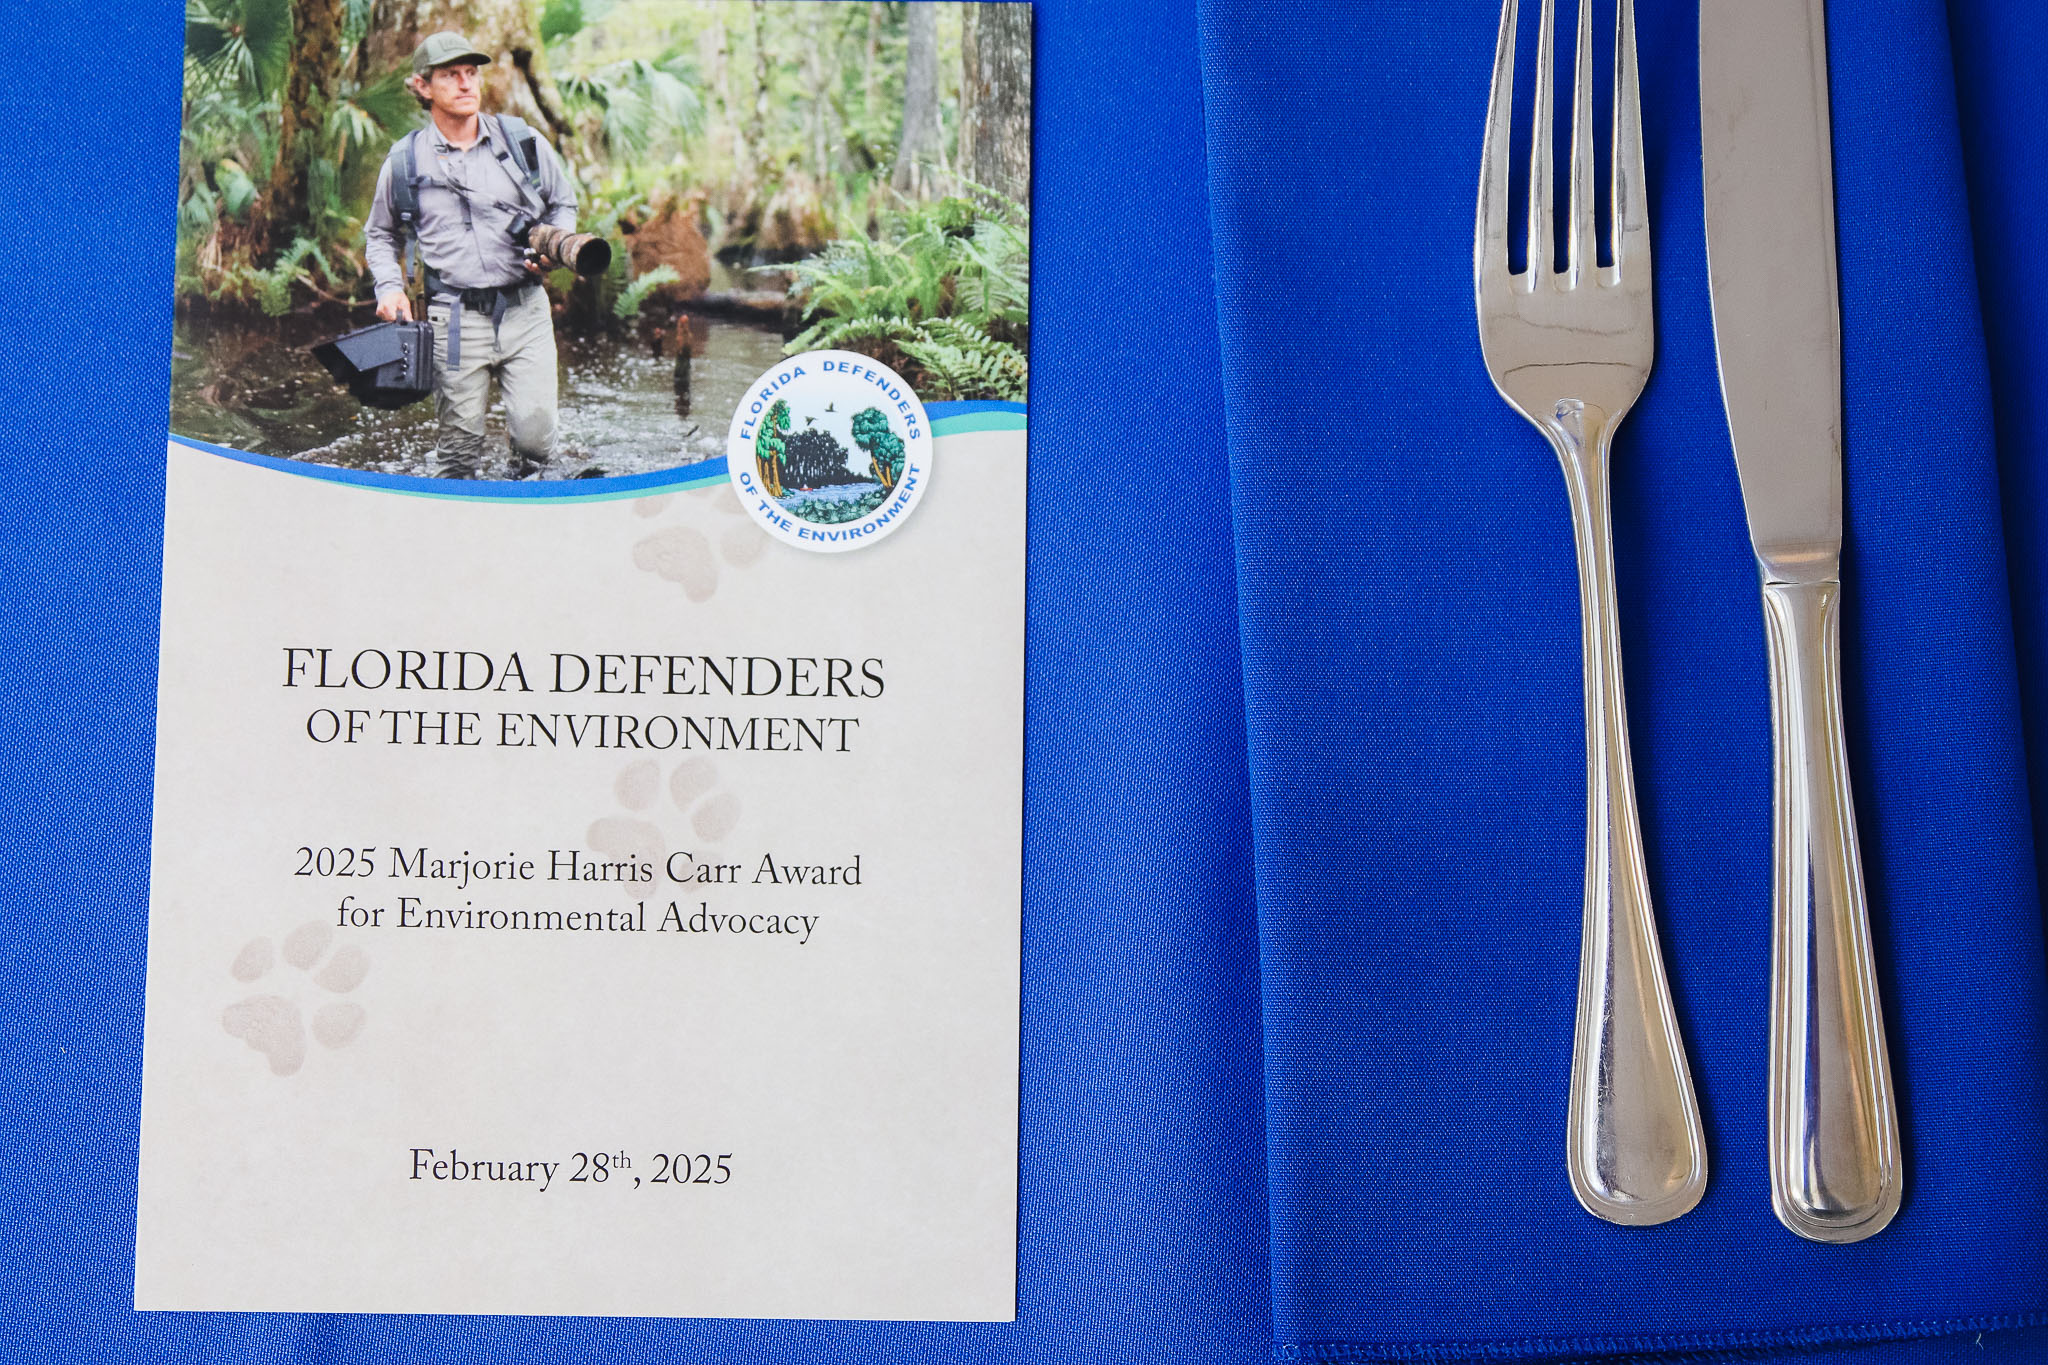 FLORIDA DEFENDERS
OF THE ENVIRONMENT
FLORIDA DEFENDERS
OF THE ENVIRONMENT
2025 Marjorie Harris Carr Award
for Environmental Advocacy
February 28th, 2025